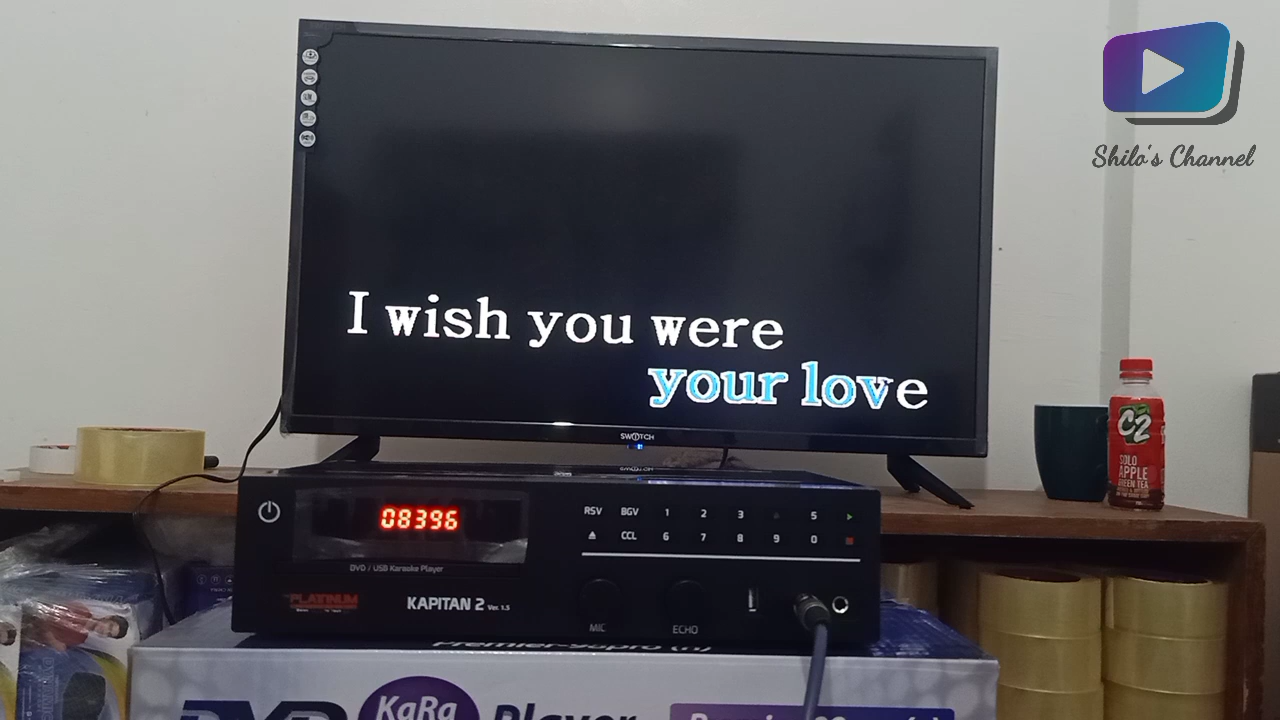 Shilo's Channel
I wish you were
your love
SWITCH
C2
SOLO
APPLE
GREEN TEA
08396
RSV BGV 1 2 3 5
CCL 6 7 8 9 0
DVD / USB Karaoke Player
PLATINUM
KAPITAN 2 Ver. 1.5
MIC ECHO
DVD KaRa Player